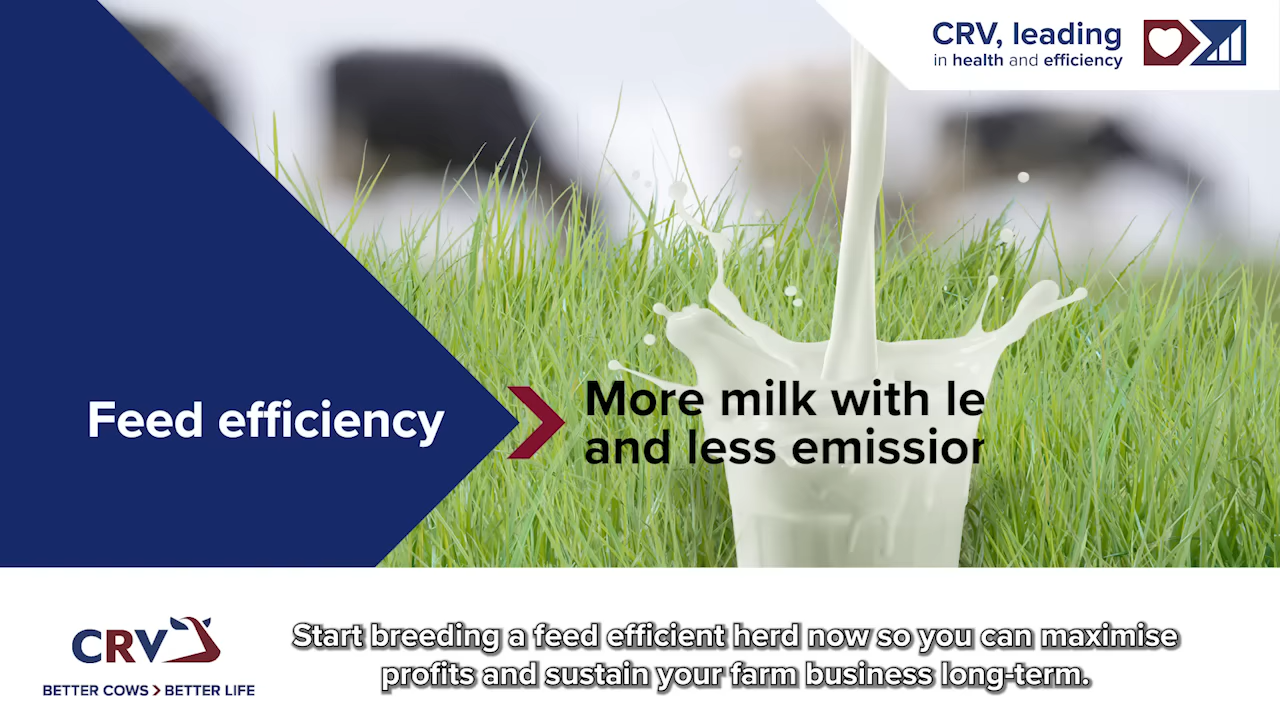 CRV, leading
in health and efficiency
Feed efficiency
More milk with le
and less emission
CRV
BETTER COWS > BETTER LIFE
Start breeding a feed efficient herd now so you can maximise
profits and sustain your farm business long-term.